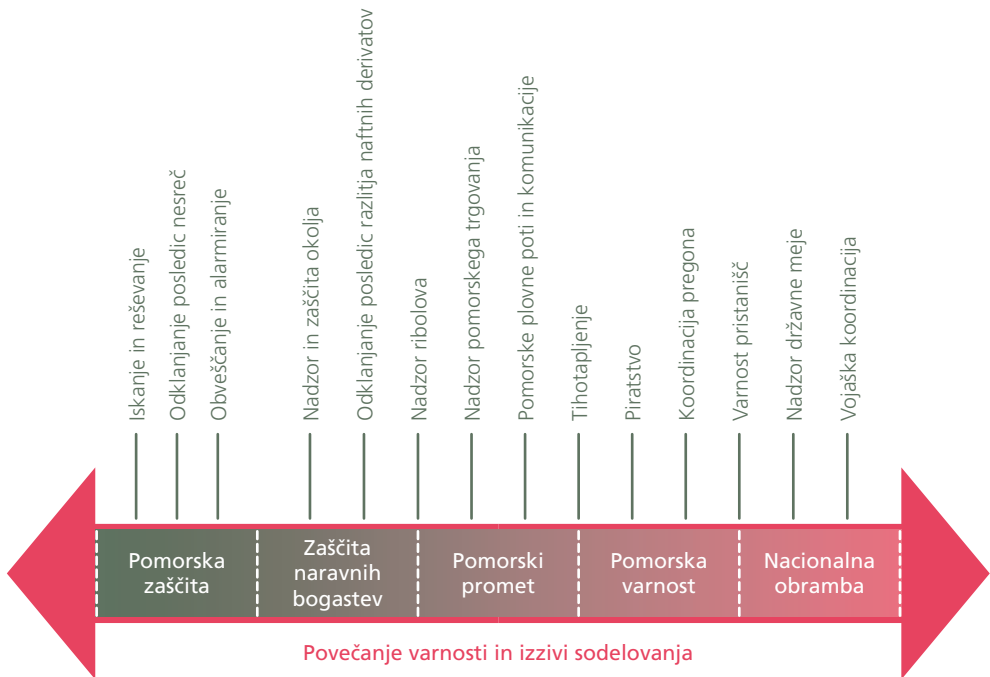 Iskanje in reševanje
Odklanjanje posledic nesreč
Obveščanje in alarmiranje
Nadzor in zaščita okolja
Odklanjanje posledic razlitja naftnih derivatov
Nadzor ribolova
Nadzor pomorskega trgovanja
Pomorske plovne poti in komunikacije
Tihotapljenje
Piratstvo
Koordinacija pregona
Varnost pristanišč
Nadzor državne meje
Vojaška koordinacija
Pomorska
zaščita
Zaščita
naravnih
bogastev
Pomorski
promet
Pomorska
varnost
Nacionalna
obramba
Povečanje varnosti in izzivi sodelovanja